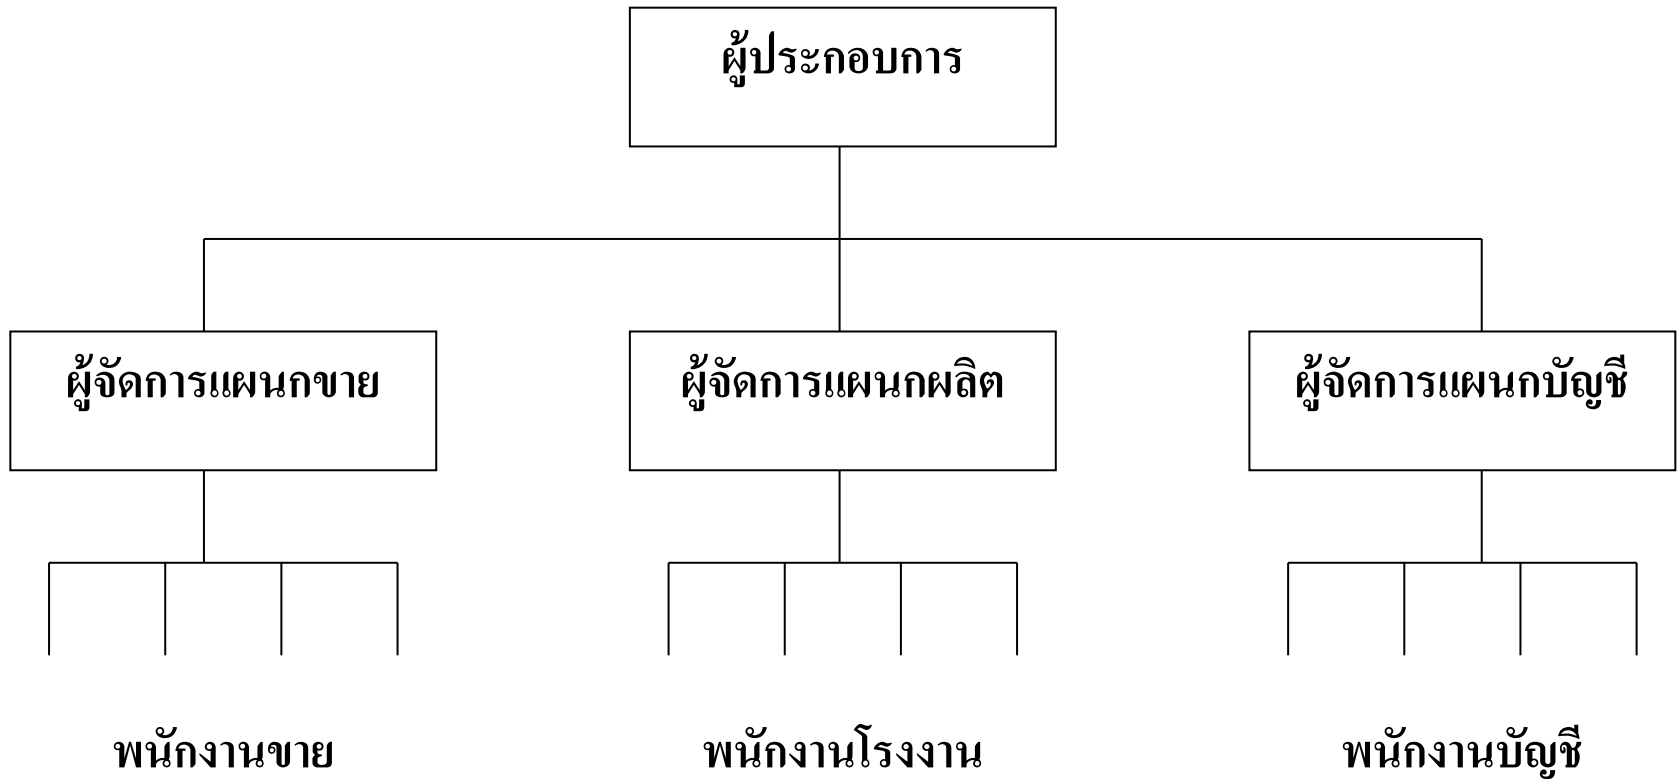 ผู้ประกอบการ
ผู้จัดการแผนกขาย
ผู้จัดการแผนกผลิต
ผู้จัดการแผนกบัญชี
พนักงานขาย
พนักงานโรงงาน
พนักงานบัญชี